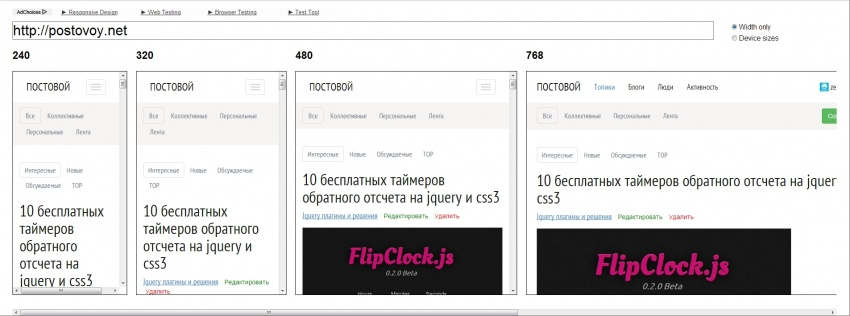 AdChoices ▷ ► Responsive Design ► Web Testing ► Browser Testing ► Test Tool
http://postovoy.net
Width only
Device sizes
240
ПОСТОВОЙ
Все Коллективные
Персональные Лента
Интересные Новые
Обсуждаемые TOP
10 бесплатных
таймеров
обратного
отсчета на
jquery и css3
320
ПОСТОВОЙ
Все Коллективные Персональные
Лента
Интересные Новые Обсуждаемые
TOP
10 бесплатных
таймеров обратного
отсчета на jquery и
css3
Jquery плагины и решения Редактировать
Удалить
480
ПОСТОВОЙ
Все Коллективные Персональные Лента
Интересные Новые Обсуждаемые TOP
10 бесплатных таймеров
обратного отсчета на jquery и css3
Jquery плагины и решения Редактировать Удалить
FlipClock.js
0.2.0 Beta
Hours Minutes Seconds
768
ПОСТОВОЙ Топики Блоги Люди Активность ze
Все Коллективные Персональные Лента Со
Интересные Новые Обсуждаемые TOP
10 бесплатных таймеров обратного отсчета на jquer
css3
Jquery плагины и решения Редактировать Удалить
FlipClock.js
0.2.0 Beta